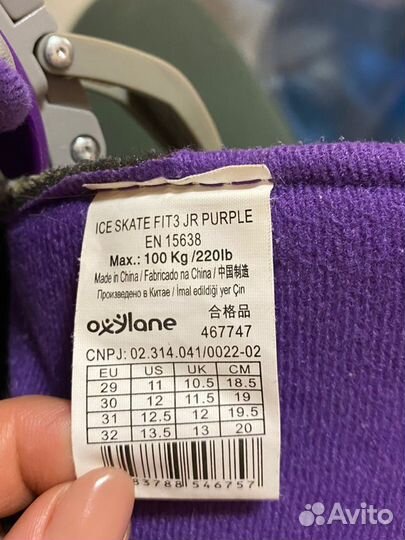 ICE SKATE FIT3 JR PURPLE
EN 15638
Max.: 100 Kg /220lb
Made in China / Fabricado na China / 中国制造
Произведено в Китае / İmal edildiği yer Çin
oxylane 合格品
467747
CNPJ: 02.314.041/0022-02
EU US UK CM
29 11 10.5 18.5
30 12 11.5 19
31 12.5 12 19.5
32 13.5 13 20
83788 546757
Avito